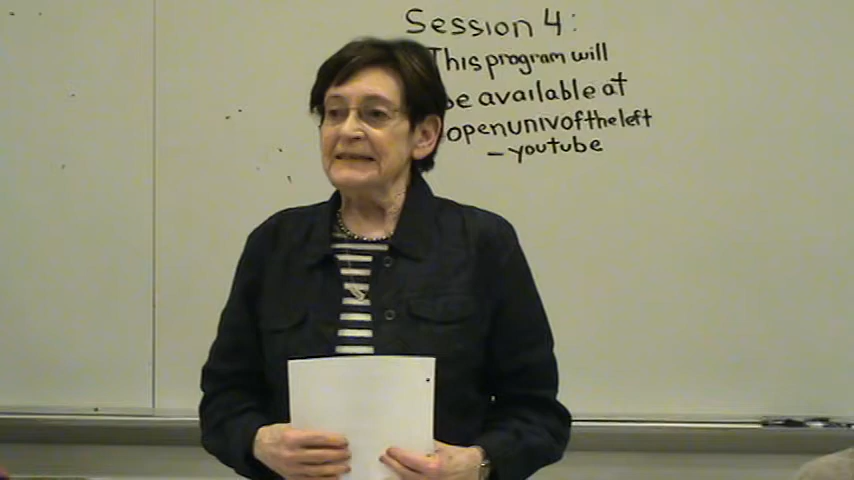 Session 4:
This program will
be available at
openunivoftheleft
- youtube